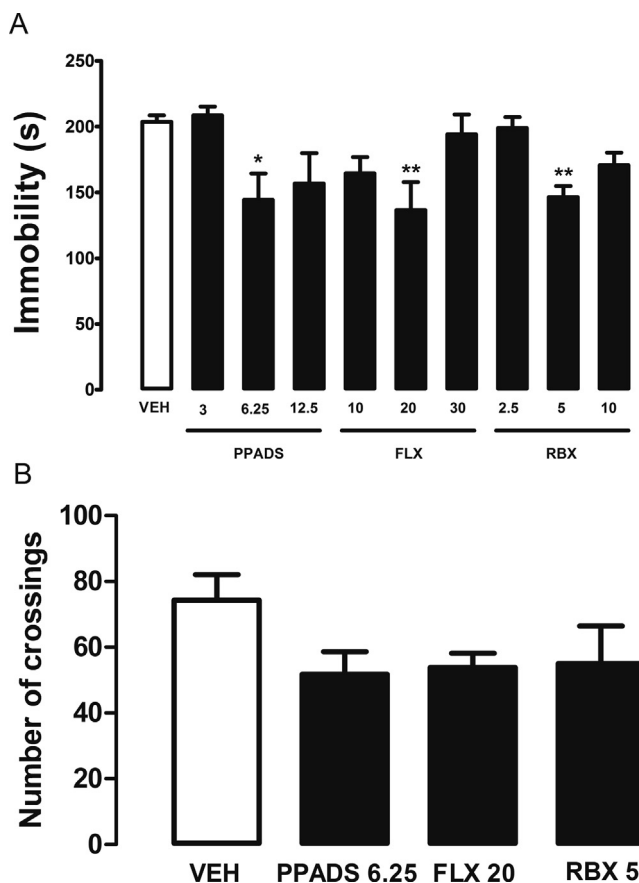 A
Immobility (s)
250
200
150
100
50
0
*
**
**
VEH 3 6.25 12.5 10 20 30 2.5 5 10
PPADS FLX RBX
B
Number of crossings
100
80
60
40
20
0
VEH PPADS 6.25 FLX 20 RBX 5